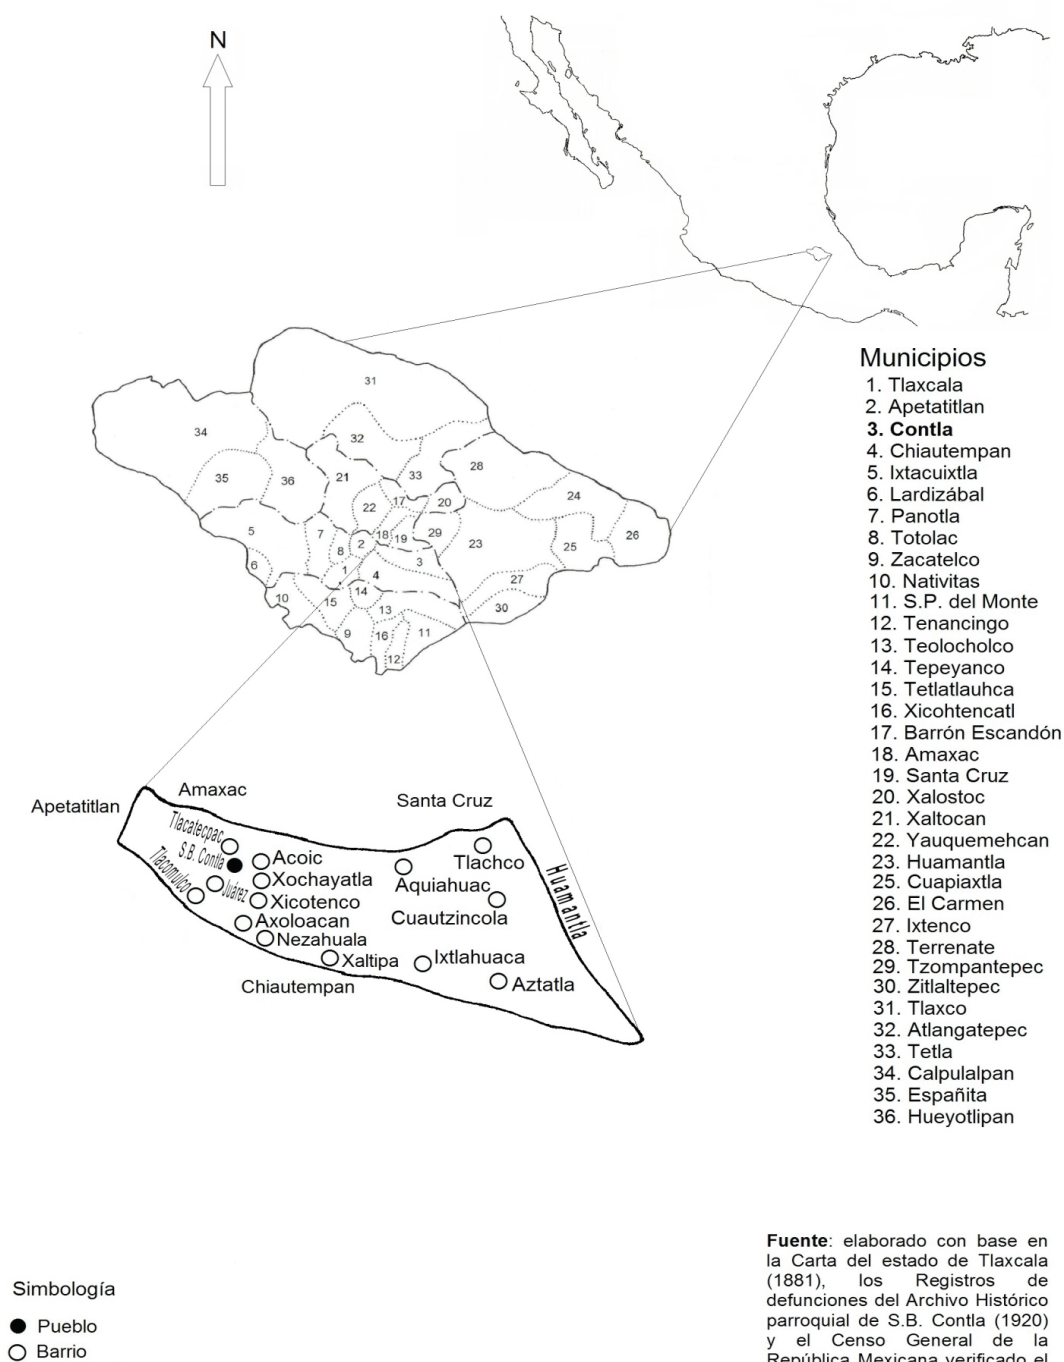 N
31
34
32
35
36
21
33
28
22
17
20
24
5
7
8
2
18
19
29
23
25
26
6
1
4
3
27
10
15
14
13
30
9
16
11
12
Municipios
1. Tlaxcala
2. Apetatitlan
3. Contla
4. Chiautempan
5. Ixtacuixtla
6. Lardizábal
7. Panotla
8. Totolac
9. Zacatelco
10. Nativitas
11. S.P. del Monte
12. Tenancingo
13. Teolocholco
14. Tepeyanco
15. Tetlatlauhca
16. Xicohtencatl
17. Barrón Escandón
18. Amaxac
19. Santa Cruz
20. Xalostoc
21. Xaltocan
22. Yauquemehcan
23. Huamantla
25. Cuapiaxtla
26. El Carmen
27. Ixtenco
28. Terrenate
29. Tzompantepec
30. Zitlaltepec
31. Tlaxco
32. Atlangatepec
33. Tetla
34. Calpulalpan
35. Españita
36. Hueyotlipan
Apetatitlan
Amaxac
Santa Cruz
Tlacatecpac
S.B. Contla
Tlacomulco
Juárez
Acoic
Xochayatla
Xicotenco
Axoloacan
Nezahuala
Xaltipa
Chiautempan
Aquiahuac
Tlachco
Cuautzincola
Ixtlahuaca
Aztatla
Huamantla
Simbología
Pueblo
Barrio
Fuente: elaborado con base en
la Carta del estado de Tlaxcala
(1881), los Registros de
defunciones del Archivo Histórico
parroquial de S.B. Contla (1920)
y el Censo General de la
República Mexicana verificado el